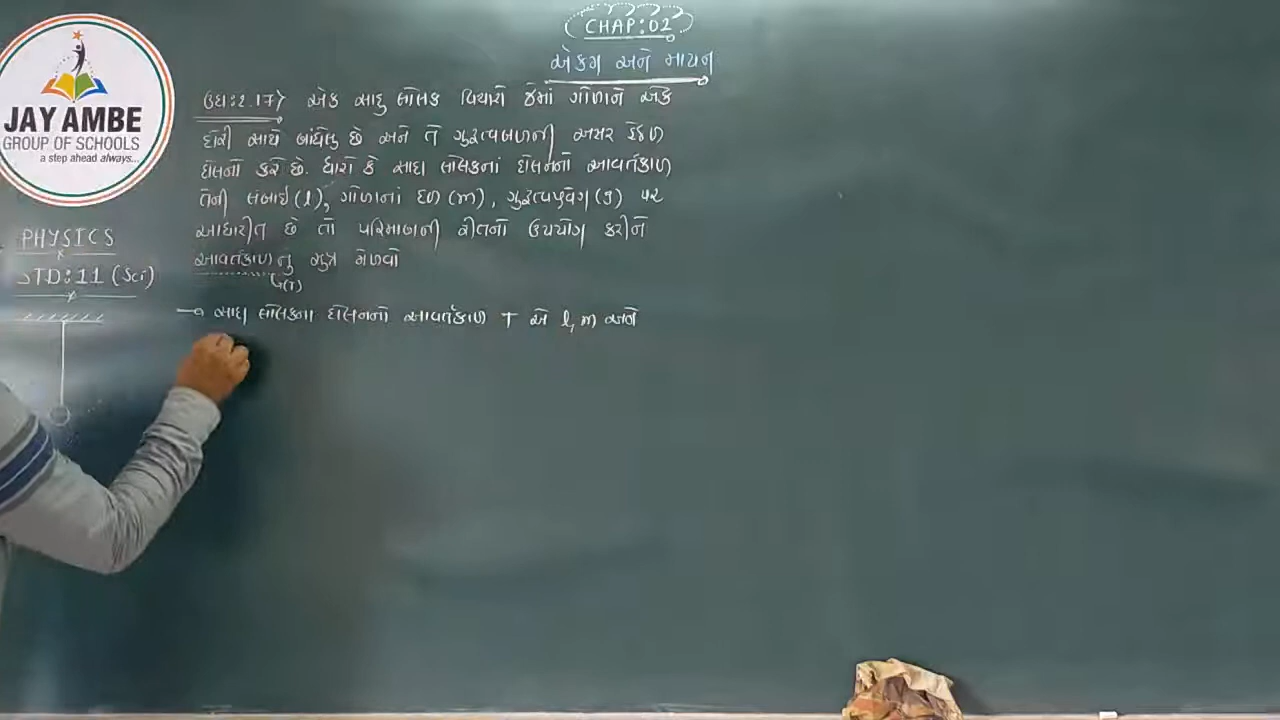 CHAP:02
એકમ અને માપન
ઉદા:2.17> એક સાદુ લોલક વિચારો જેમાં ગોળાને એક
દોરી સાથે બાંધેલુ છે અને તે ગુરુત્વબળની અસર હેઠળ
દોલનો કરે છે. ધારો કે સાદા લોલકનાં દોલનનો આવર્તકાળ
તેની લંબાઈ (l), ગોળાનાં દળ (m), ગુરુત્વપ્રવેગ (g) પર
આધારીત છે તો પરિમાણની રીતનો ઉપયોગ કરીને
આવર્તકાળ નુ સુત્ર મેળવો
(T)
→ સાદા લોલકના દોલનનો આવર્તકાળ T એ l, m અને
JAY AMBE
GROUP OF SCHOOLS
a step ahead always...
PHYSICS
STD:11 (Sci)